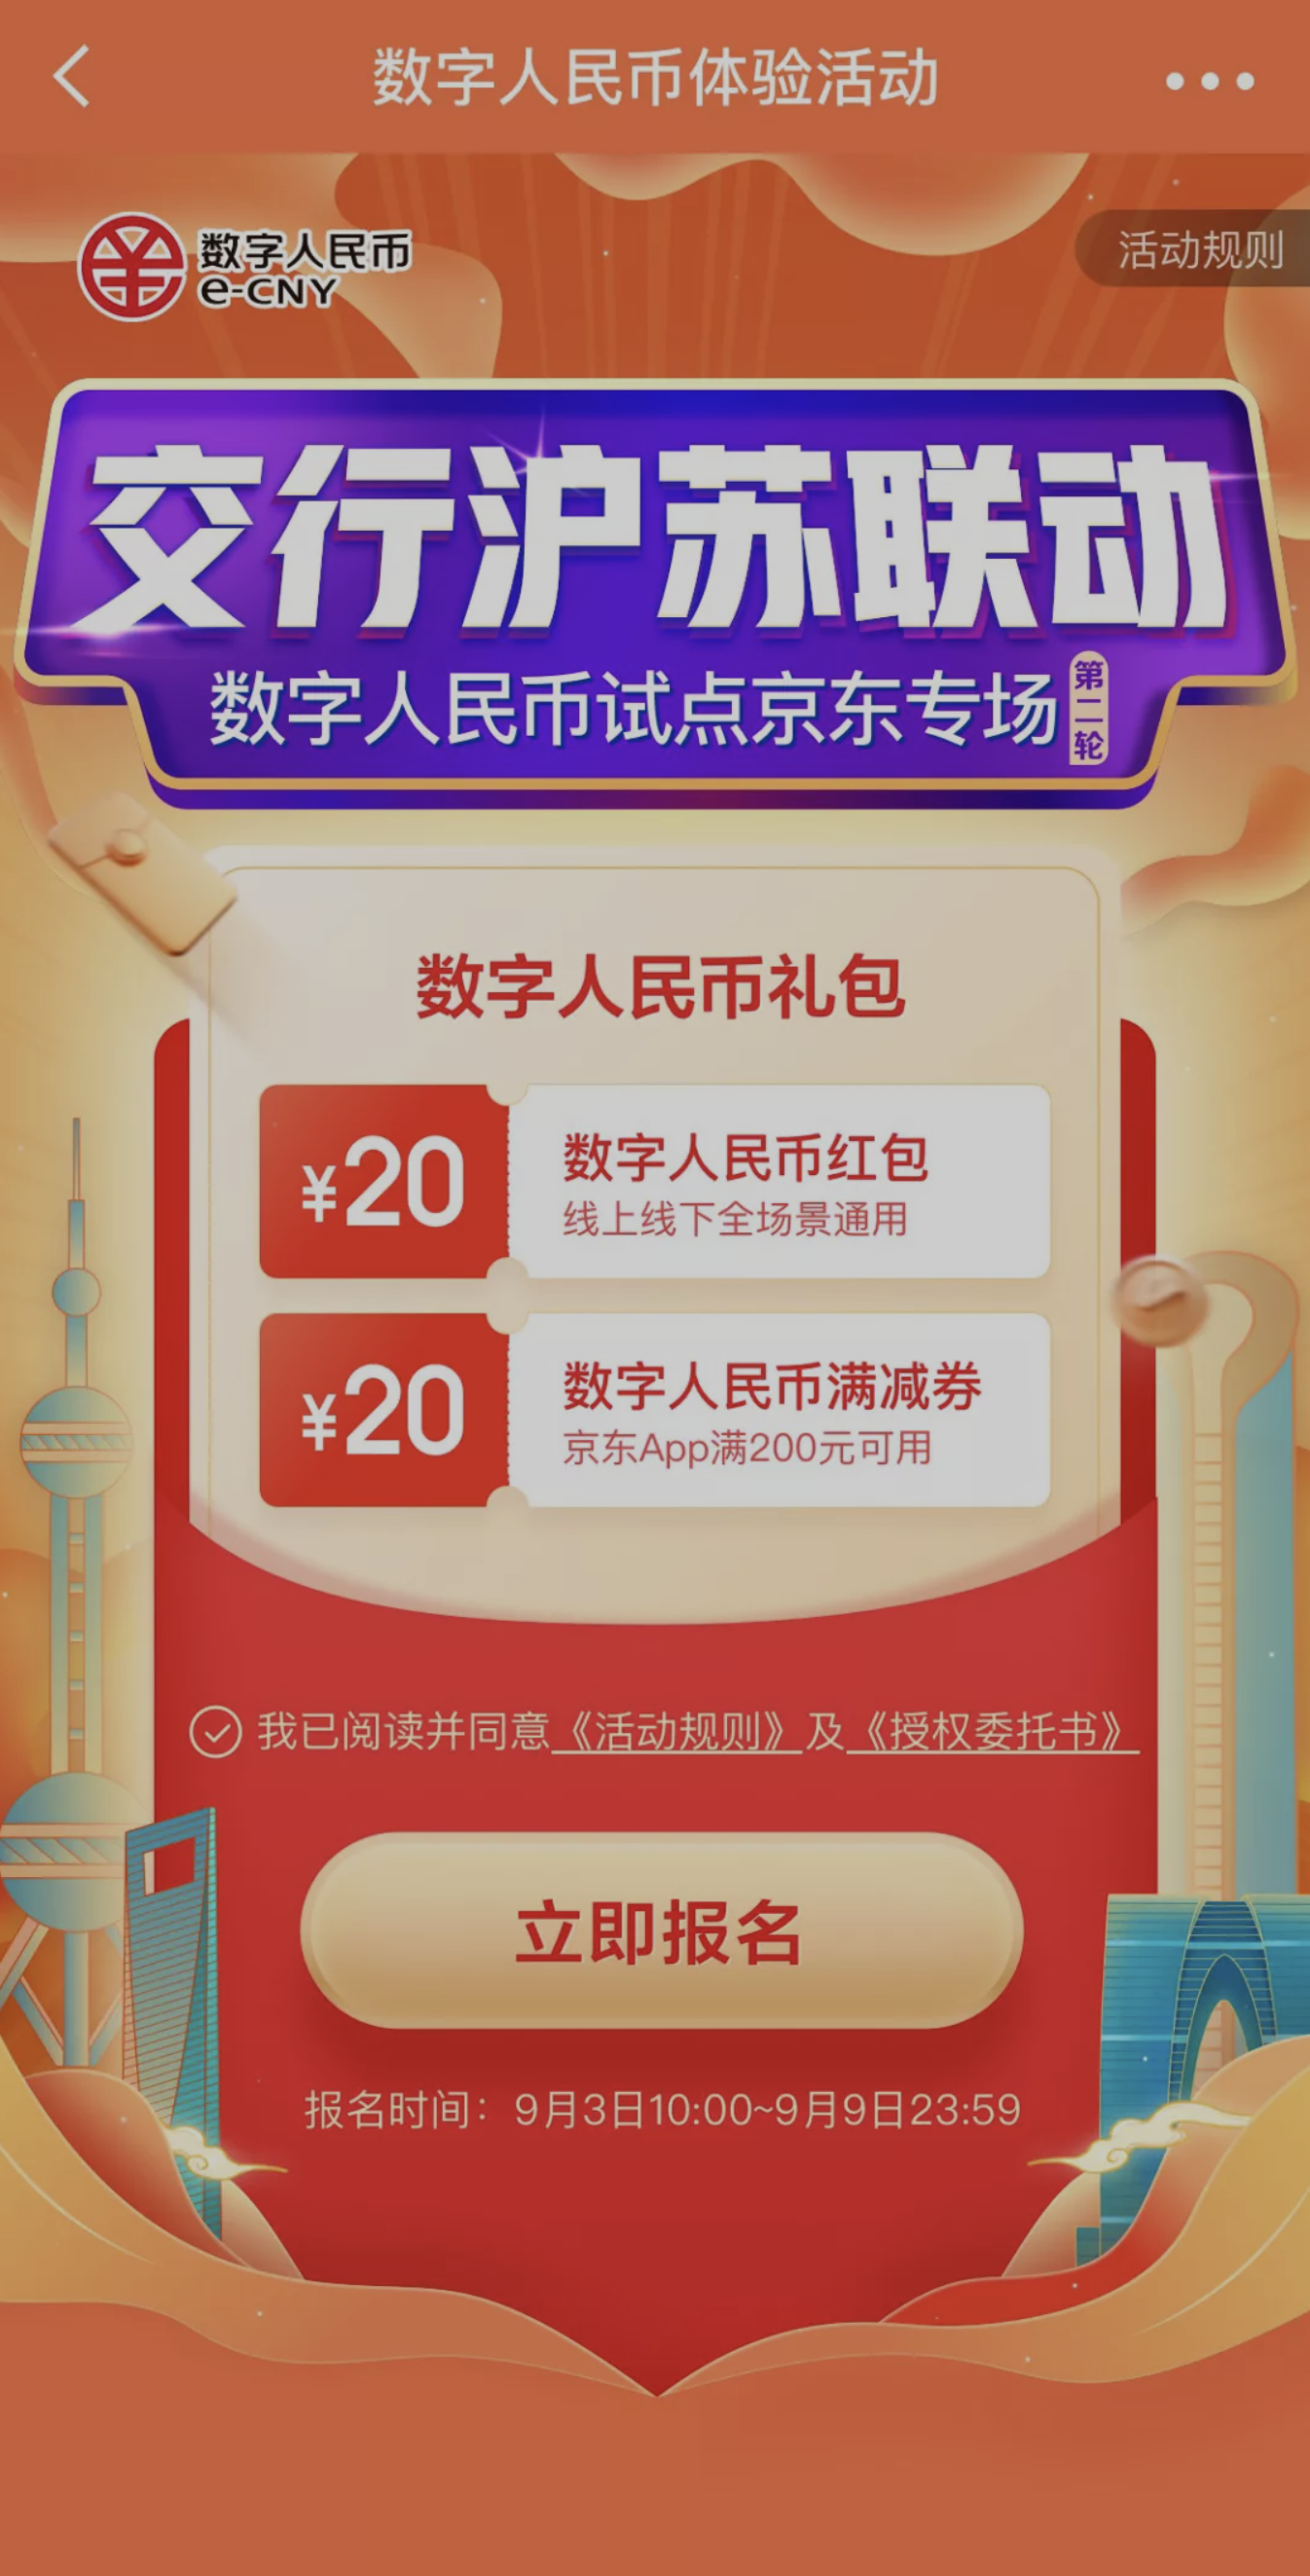 数字人民币体验活动
数字人民币
e-CNY
活动规则
交行沪苏联动
数字人民币试点京东专场
第二轮
数字人民币礼包
¥20
数字人民币红包
线上线下全场景通用
¥20
数字人民币满减券
京东App满200元可用
我已阅读并同意《活动规则》及《授权委托书》
立即报名
报名时间：9月3日10:00~9月9日23:59